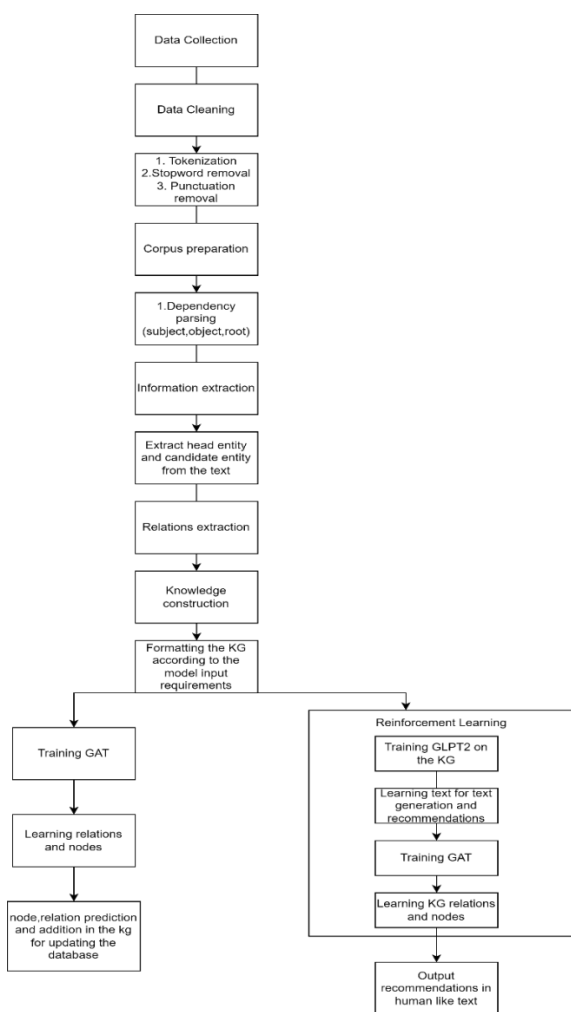 Data Collection
Data Cleaning
1. Tokenization
2.Stopword removal
3. Punctuation
removal
Corpus preparation
1.Dependency
parsing
(subject,object,root)
Information extraction
Extract head entity
and candidate entity
from the text
Relations extraction
Knowledge
construction
Formatting the KG
according to the
model input
requirements
Training GAT
Learning relations
and nodes
node,relation prediction
and addition in the kg
for updating the
database
Reinforcement Learning
Training GLPT2 on
the KG
Learning text for text
generation and
recommendations
Training GAT
Learning KG relations
and nodes
Output
recommendations in
human like text